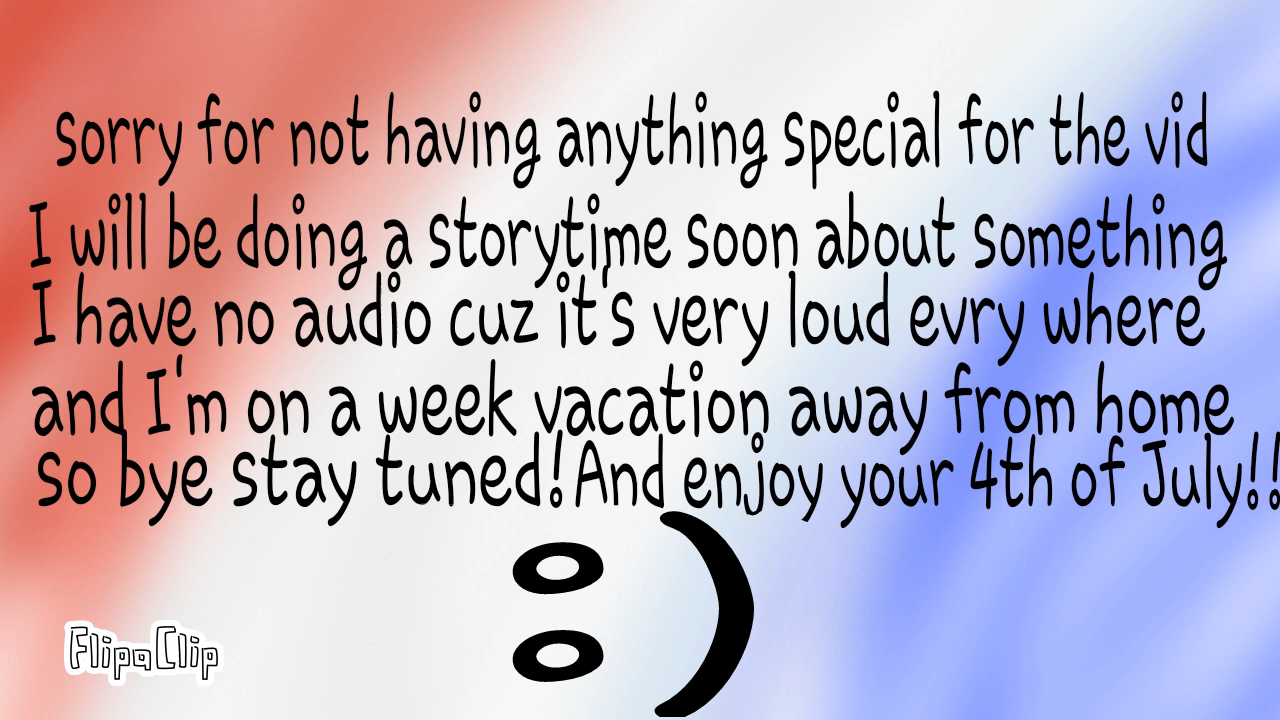 sorry for not having anything special for the vid
I will be doing a storytime soon about something
I have no audio cuz it's very loud evry where
and I'm on a week vacation away from home
so bye stay tuned! And enjoy your 4th of July!!
:)
FlipaClip